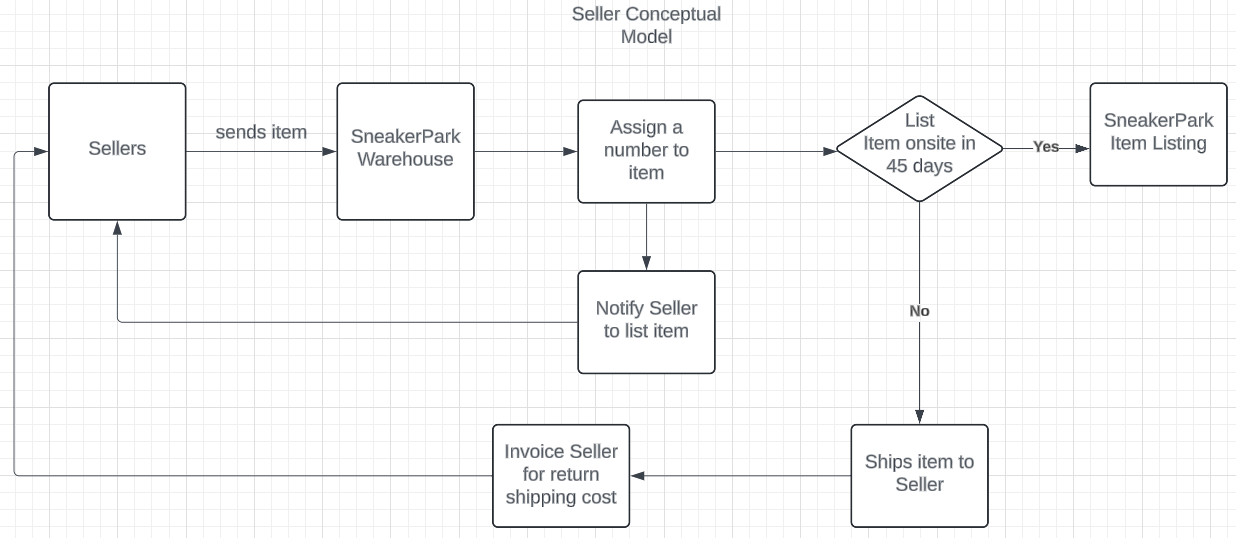 Seller Conceptual
Model
Sellers
sends item
SneakerPark
Warehouse
Assign a
number to
item
List
Item onsite in
45 days
Yes
SneakerPark
Item Listing
Notify Seller
to list item
No
Invoice Seller
for return
shipping cost
Ships item to
Seller